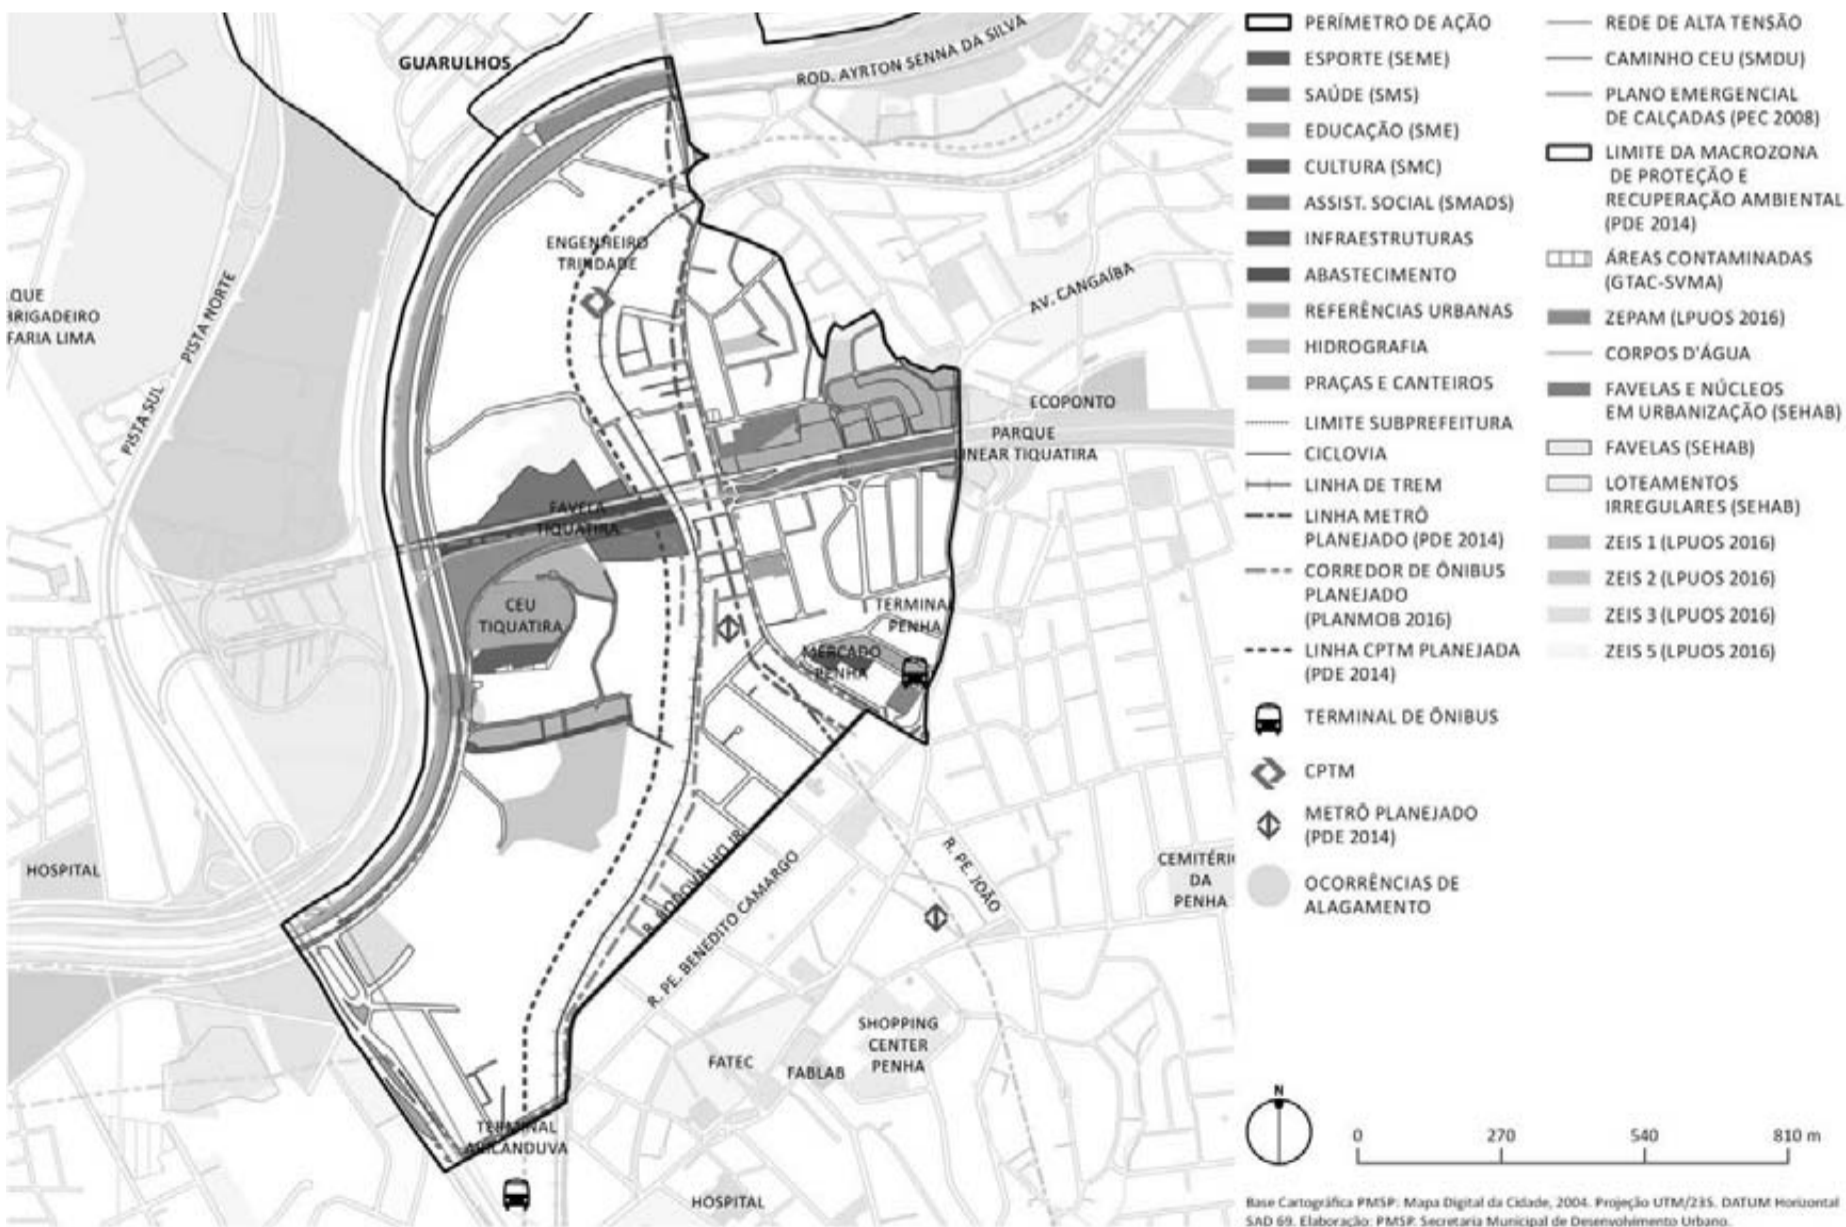 GUARULHOS
ROD. AYRTON SENNA DA SILVA
ENGENHEIRO
TRINDADE
PISTA NORTE
PISTA SUL
QUE
BRIGADEIRO
FARIA LIMA
AV. CANGAÍBA
ECOPONTO
PARQUE
LINEAR TIQUATIRA
FAVELA
TIQUATIRA
CEU
TIQUATIRA
TERMINAL
PENHA
MERCADO
PENHA
HOSPITAL
R. RODOVALHO JR.
R. PE. BENEDITO CAMARGO
R. PE. JOÃO
CEMITÉRI
DA
PENHA
SHOPPING
CENTER
PENHA
FATEC
FABLAB
TERMINAL
ARICANDUVA
HOSPITAL
PERÍMETRO DE AÇÃO
ESPORTE (SEME)
SAÚDE (SMS)
EDUCAÇÃO (SME)
CULTURA (SMC)
ASSIST. SOCIAL (SMADS)
INFRAESTRUTURAS
ABASTECIMENTO
REFERÊNCIAS URBANAS
HIDROGRAFIA
PRAÇAS E CANTEIROS
LIMITE SUBPREFEITURA
CICLOVIA
LINHA DE TREM
LINHA METRÔ
PLANEJADO (PDE 2014)
CORREDOR DE ÔNIBUS
PLANEJADO
(PLANMOB 2016)
LINHA CPTM PLANEJADA
(PDE 2014)
TERMINAL DE ÔNIBUS
CPTM
METRÔ PLANEJADO
(PDE 2014)
OCORRÊNCIAS DE
ALAGAMENTO
REDE DE ALTA TENSÃO
CAMINHO CEU (SMDU)
PLANO EMERGENCIAL
DE CALÇADAS (PEC 2008)
LIMITE DA MACROZONA
DE PROTEÇÃO E
RECUPERAÇÃO AMBIENTAL
(PDE 2014)
ÁREAS CONTAMINADAS
(GTAC-SVMA)
ZEPAM (LPUOS 2016)
CORPOS D'ÁGUA
FAVELAS E NÚCLEOS
EM URBANIZAÇÃO (SEHAB)
FAVELAS (SEHAB)
LOTEAMENTOS
IRREGULARES (SEHAB)
ZEIS 1 (LPUOS 2016)
ZEIS 2 (LPUOS 2016)
ZEIS 3 (LPUOS 2016)
ZEIS 5 (LPUOS 2016)
N
0 270 540 810 m
Base Cartográfica PMSP: Mapa Digital da Cidade, 2004. Projeção UTM/23S. DATUM Horizontal
SAD 69. Elaboração: PMSP. Secretaria Municipal de Desenvolvimento Urbano.